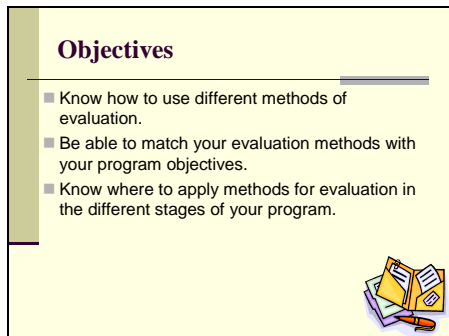 Objectives
Know how to use different methods of
evaluation.
Be able to match your evaluation methods with
your program objectives.
Know where to apply methods for evaluation in
the different stages of your program.